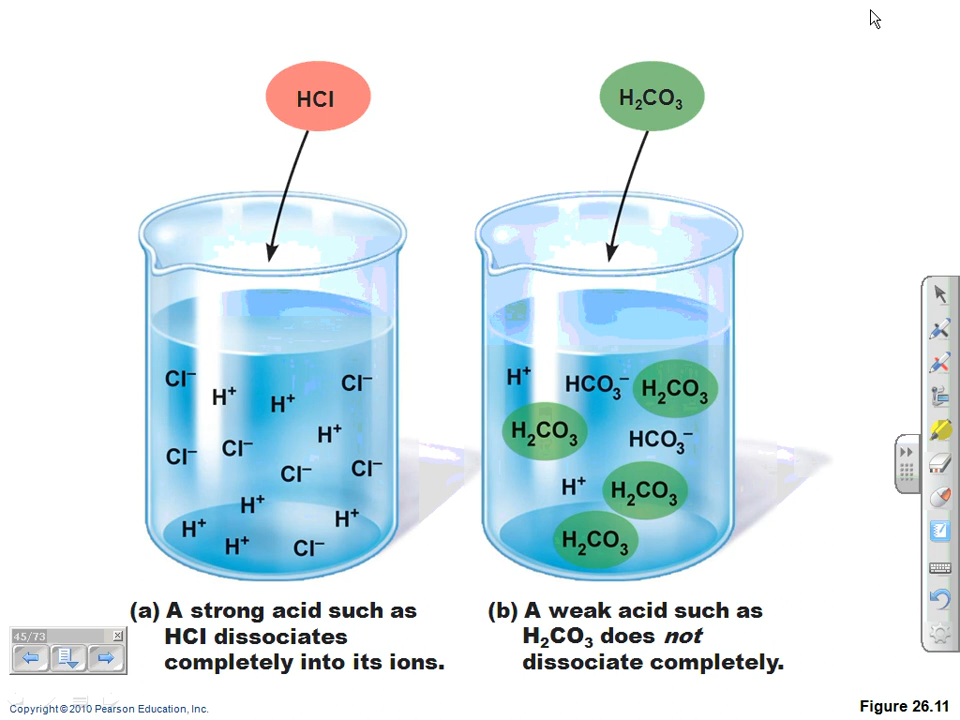 HCl
H₂CO₃
Cl⁻
H⁺
H⁺
Cl⁻
H⁺
Cl⁻
Cl⁻
Cl⁻
Cl⁻
H⁺
H⁺
H⁺
H⁺
Cl⁻
H⁺
HCO₃⁻
H₂CO₃
H₂CO₃
HCO₃⁻
H⁺
H₂CO₃
H₂CO₃
(a) A strong acid such as
HCl dissociates
completely into its ions.
(b) A weak acid such as
H₂CO₃ does not
dissociate completely.
45/73
Copyright © 2010 Pearson Education, Inc.
Figure 26.11